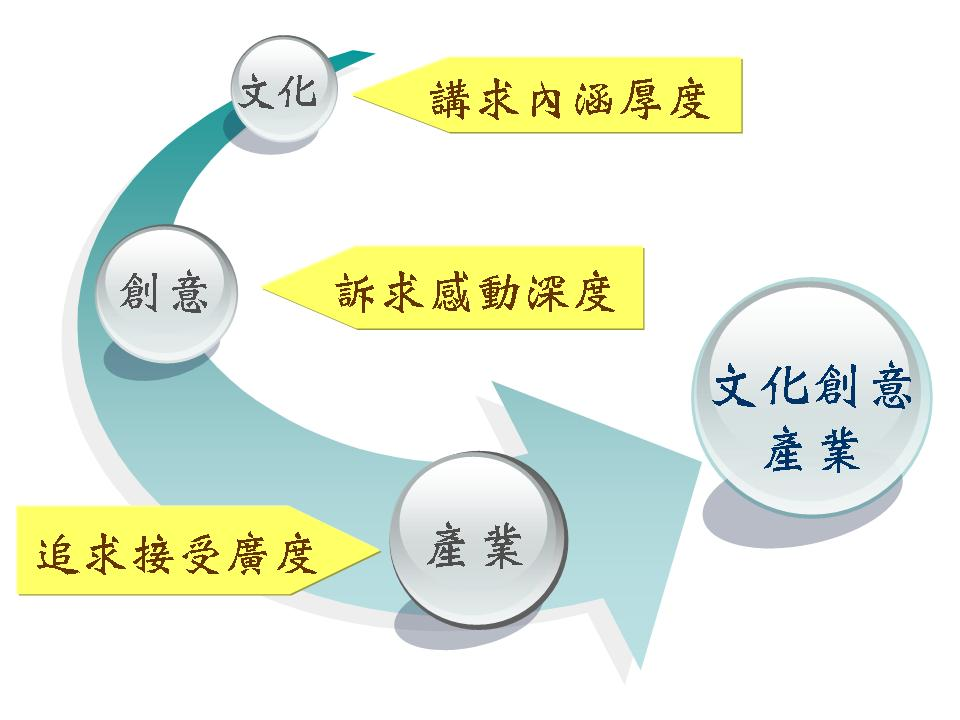 文化
講求內涵厚度
創意
訴求感動深度
文化創意
產業
追求接受廣度
產業